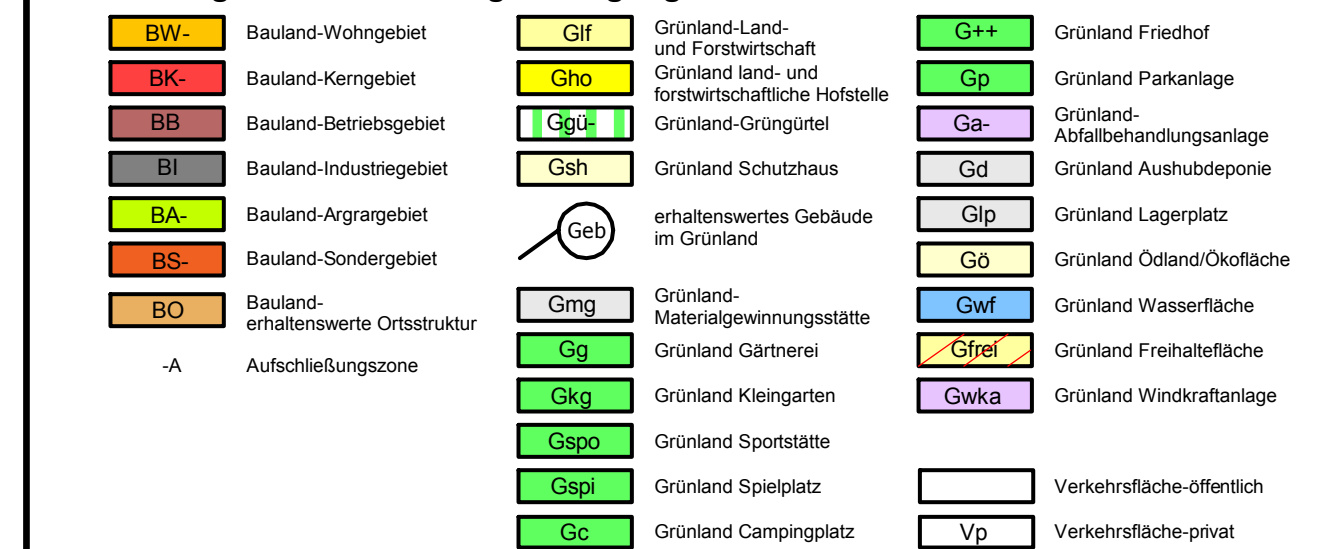 BW-
Bauland-Wohngebiet
BK-
Bauland-Kerngebiet
BB
Bauland-Betriebsgebiet
BI
Bauland-Industriegebiet
BA-
Bauland-Argrargebiet
BS-
Bauland-Sondergebiet
BO
Bauland-
erhaltenswerte Ortsstruktur
-A
Aufschließungszone
Glf
Grünland-Land-
und Forstwirtschaft
Gho
Grünland land- und
forstwirtschaftliche Hofstelle
Ggü-
Grünland-Grüngürtel
Gsh
Grünland Schutzhaus
Geb
erhaltenswertes Gebäude
im Grünland
Gmg
Grünland-
Materialgewinnungsstätte
Gg
Grünland Gärtnerei
Gkg
Grünland Kleingarten
Gspo
Grünland Sportstätte
Gspi
Grünland Spielplatz
Gc
Grünland Campingplatz
G++
Grünland Friedhof
Gp
Grünland Parkanlage
Ga-
Grünland-
Abfallbehandlungsanlage
Gd
Grünland Aushubdeponie
Glp
Grünland Lagerplatz
Gö
Grünland Ödland/Ökofläche
Gwf
Grünland Wasserfläche
Gfrei
Grünland Freihaltefläche
Gwka
Grünland Windkraftanlage
Verkehrsfläche-öffentlich
Vp
Verkehrsfläche-privat